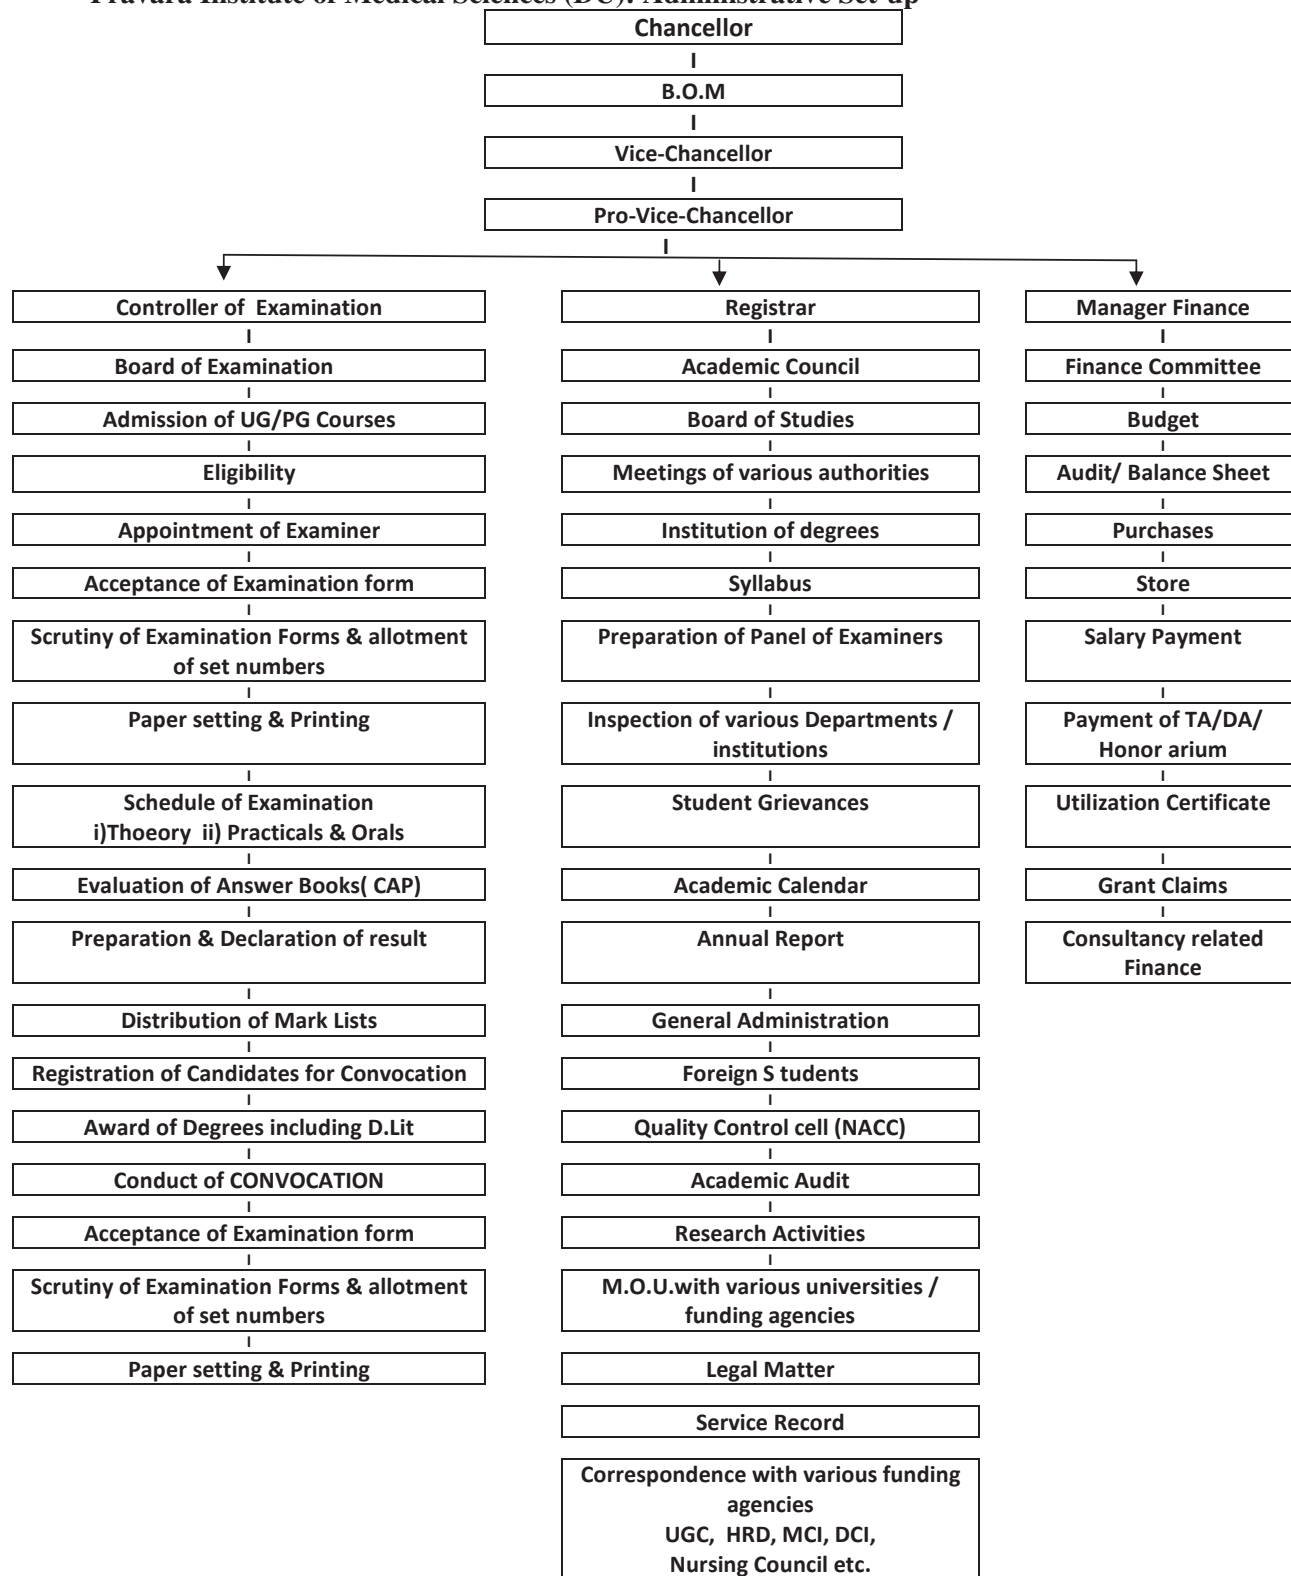 Pravara Institute of Medical Sciences (DU): Administrative Set-up
Chancellor
B.O.M
Vice-Chancellor
Pro-Vice-Chancellor
Controller of Examination
Board of Examination
Admission of UG/PG Courses
Eligibility
Appointment of Examiner
Acceptance of Examination form
Scrutiny of Examination Forms & allotment
of set numbers
Paper setting & Printing
Schedule of Examination
i)Thoeory ii) Practicals & Orals
Evaluation of Answer Books( CAP)
Preparation & Declaration of result
Distribution of Mark Lists
Registration of Candidates for Convocation
Award of Degrees including D.Lit
Conduct of CONVOCATION
Acceptance of Examination form
Scrutiny of Examination Forms & allotment
of set numbers
Paper setting & Printing
Registrar
Academic Council
Board of Studies
Meetings of various authorities
Institution of degrees
Syllabus
Preparation of Panel of Examiners
Inspection of various Departments /
institutions
Student Grievances
Academic Calendar
Annual Report
General Administration
Foreign S tudents
Quality Control cell (NACC)
Academic Audit
Research Activities
M.O.U.with various universities /
funding agencies
Legal Matter
Service Record
Correspondence with various funding
agencies
UGC, HRD, MCI, DCI,
Nursing Council etc.
Manager Finance
Finance Committee
Budget
Audit/ Balance Sheet
Purchases
Store
Salary Payment
Payment of TA/DA/
Honor arium
Utilization Certificate
Grant Claims
Consultancy related
Finance